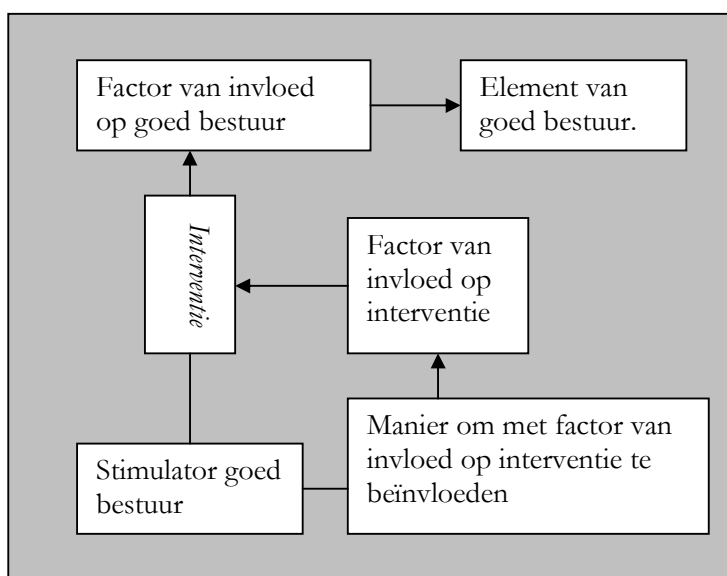 Factor van invloed
op goed bestuur
Element van
goed bestuur.
Interventie
Factor van
invloed op
interventie
Stimulator goed
bestuur
Manier om met factor van
invloed op interventie te
beïnvloeden